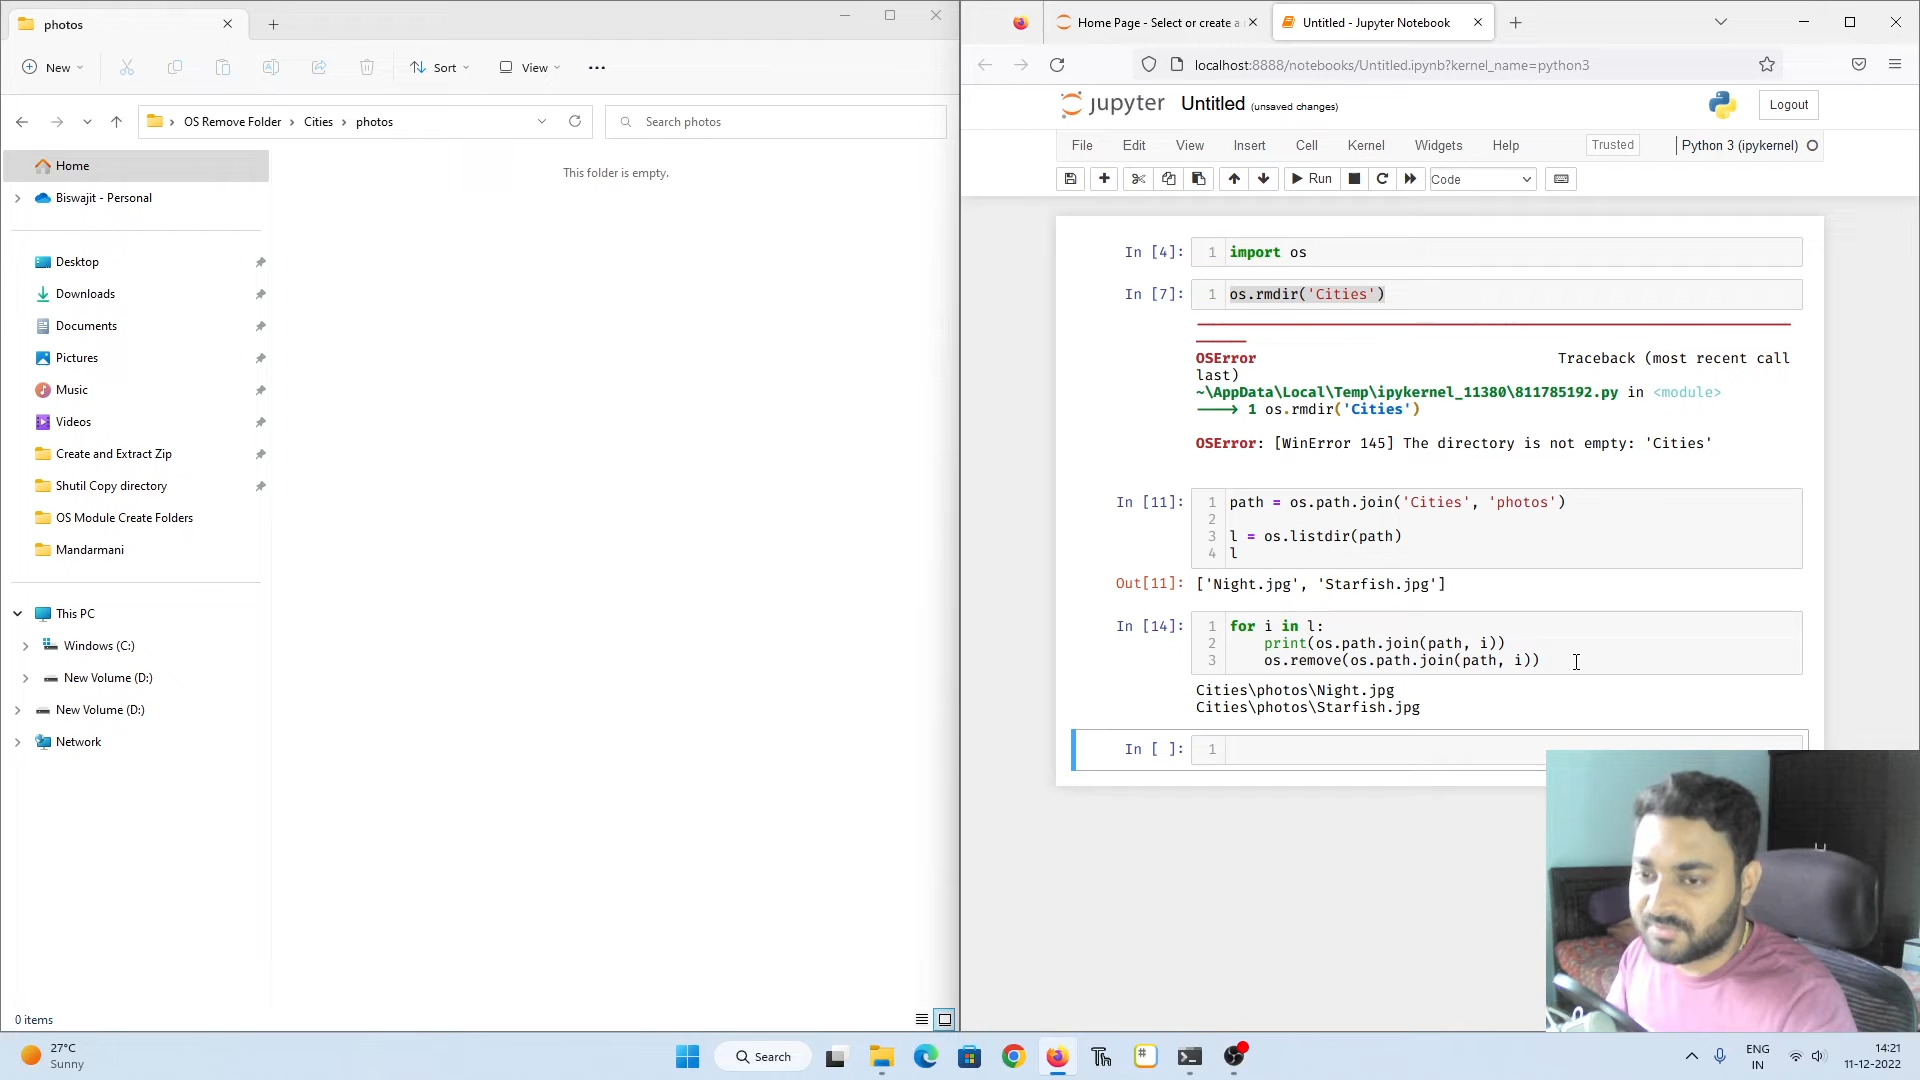 photos
New
Sort
View
OS Remove Folder > Cities > photos
Search photos
Home
Biswajit - Personal
Desktop
Downloads
Documents
Pictures
Music
Videos
Create and Extract Zip
Shutil Copy directory
OS Module Create Folders
Mandarmani
This PC
Windows (C:)
New Volume (D:)
New Volume (D:)
Network
This folder is empty.
0 items
Home Page - Select or create a
Untitled - Jupyter Notebook
localhost:8888/notebooks/Untitled.ipynb?kernel_name=python3
jupyter Untitled (unsaved changes)
Logout
File Edit View Insert Cell Kernel Widgets Help
Trusted
Python 3 (ipykernel)
Run
Code
In [4]:
1 import os
In [7]:
1 os.rmdir('Cities')
OSError Traceback (most recent call
last)
~\AppData\Local\Temp\ipykernel_11380\811785192.py in <module>
----> 1 os.rmdir('Cities')
OSError: [WinError 145] The directory is not empty: 'Cities'
In [11]:
1 path = os.path.join('Cities', 'photos')
2
3 l = os.listdir(path)
4 l
Out[11]: ['Night.jpg', 'Starfish.jpg']
In [14]:
1 for i in l:
2 print(os.path.join(path, i))
3 os.remove(os.path.join(path, i))
Cities\photos\Night.jpg
Cities\photos\Starfish.jpg
In [ ]:
1
27°C
Sunny
Search
ENG
IN
14:21
11-12-2022